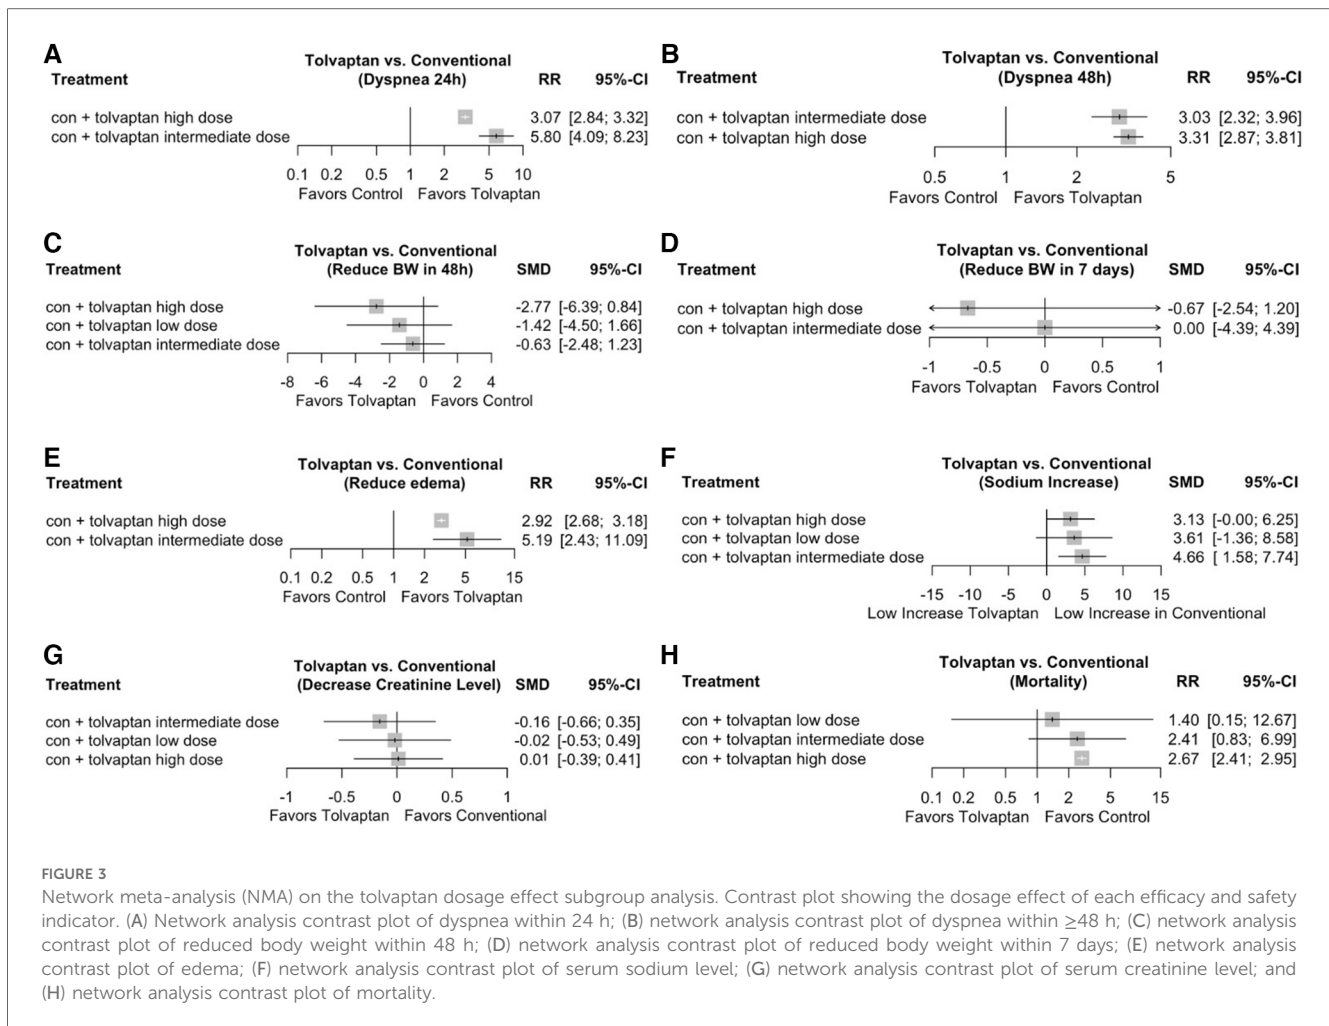 A
Tolvaptan vs. Conventional
Treatment (Dyspnea 24h) RR 95%-CI
con + tolvaptan high dose 3.07 [2.84; 3.32]
con + tolvaptan intermediate dose 5.80 [4.09; 8.23]
0.1 0.2 0.5 1 2 5 10
Favors Control Favors Tolvaptan
B
Tolvaptan vs. Conventional
Treatment (Dyspnea 48h) RR 95%-CI
con + tolvaptan intermediate dose 3.03 [2.32; 3.96]
con + tolvaptan high dose 3.31 [2.87; 3.81]
0.5 1 2 5
Favors Control Favors Tolvaptan
C
Tolvaptan vs. Conventional
Treatment (Reduce BW in 48h) SMD 95%-CI
con + tolvaptan high dose -2.77 [-6.39; 0.84]
con + tolvaptan low dose -1.42 [-4.50; 1.66]
con + tolvaptan intermediate dose -0.63 [-2.48; 1.23]
-8 -6 -4 -2 0 2 4
Favors Tolvaptan Favors Control
D
Tolvaptan vs. Conventional
Treatment (Reduce BW in 7 days) SMD 95%-CI
con + tolvaptan high dose -0.67 [-2.54; 1.20]
con + tolvaptan intermediate dose 0.00 [-4.39; 4.39]
-1 -0.5 0 0.5 1
Favors Tolvaptan Favors Control
E
Tolvaptan vs. Conventional
Treatment (Reduce edema) RR 95%-CI
con + tolvaptan high dose 2.92 [2.68; 3.18]
con + tolvaptan intermediate dose 5.19 [2.43; 11.09]
0.1 0.2 0.5 1 2 5 15
Favors Control Favors Tolvaptan
F
Tolvaptan vs. Conventional
Treatment (Sodium Increase) SMD 95%-CI
con + tolvaptan high dose 3.13 [-0.00; 6.25]
con + tolvaptan low dose 3.61 [-1.36; 8.58]
con + tolvaptan intermediate dose 4.66 [ 1.58; 7.74]
-15 -10 -5 0 5 10 15
Low Increase Tolvaptan Low Increase in Conventional
G
Tolvaptan vs. Conventional
Treatment (Decrease Creatinine Level) SMD 95%-CI
con + tolvaptan intermediate dose -0.16 [-0.66; 0.35]
con + tolvaptan low dose -0.02 [-0.53; 0.49]
con + tolvaptan high dose 0.01 [-0.39; 0.41]
-1 -0.5 0 0.5 1
Favors Tolvaptan Favors Conventional
H
Tolvaptan vs. Conventional
Treatment (Mortality) RR 95%-CI
con + tolvaptan low dose 1.40 [0.15; 12.67]
con + tolvaptan intermediate dose 2.41 [0.83; 6.99]
con + tolvaptan high dose 2.67 [2.41; 2.95]
0.1 0.2 0.5 1 2 5 15
Favors Tolvaptan Favors Control
FIGURE 3
Network meta-analysis (NMA) on the tolvaptan dosage effect subgroup analysis. Contrast plot showing the dosage effect of each efficacy and safety
indicator. (A) Network analysis contrast plot of dyspnea within 24 h; (B) network analysis contrast plot of dyspnea within ≥48 h; (C) network analysis
contrast plot of reduced body weight within 48 h; (D) network analysis contrast plot of reduced body weight within 7 days; (E) network analysis
contrast plot of edema; (F) network analysis contrast plot of serum sodium level; (G) network analysis contrast plot of serum creatinine level; and
(H) network analysis contrast plot of mortality.